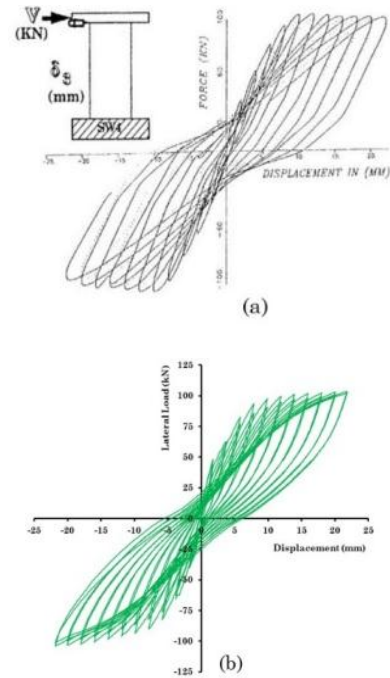 V
(KN)
(mm)
SW4
FORCE (KN)
100
-25 -20 -15 -10 -5
5 10 15 20
DISPLACEMENT IN (MM)
-100
(a)
Lateral Load (kN)
125
100
75
50
25
0
-25 -20 -15 -10 -5 0 5 10 15 20 25
Displacement (mm)
-25
-50
-75
-100
-125
(b)